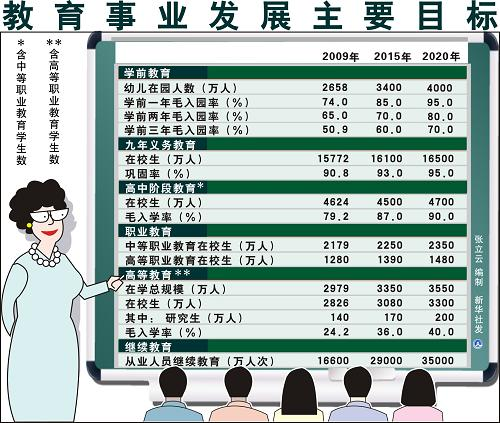 教育事业发展主要目标
*含中等职业教育学生数
**含高等职业教育学生数
2009年 2015年 2020年
学前教育
幼儿在园人数（万人） 2658 3400 4000
学前一年毛入园率（%） 74.0 85.0 95.0
学前两年毛入园率（%） 65.0 70.0 80.0
学前三年毛入园率（%） 50.9 60.0 70.0
九年义务教育
在校生（万人） 15772 16100 16500
巩固率（%） 90.8 93.0 95.0
高中阶段教育*
在校生（万人） 4624 4500 4700
毛入学率（%） 79.2 87.0 90.0
职业教育
中等职业教育在校生（万人） 2179 2250 2350
高等职业教育在校生（万人） 1280 1390 1480
高等教育**
在学总规模（万人） 2979 3350 3550
在校生（万人） 2826 3080 3300
其中： 研究生（万人） 140 170 200
毛入学率（%） 24.2 36.0 40.0
继续教育
从业人员继续教育（万人次） 16600 29000 35000
张立云 编制 新华社发